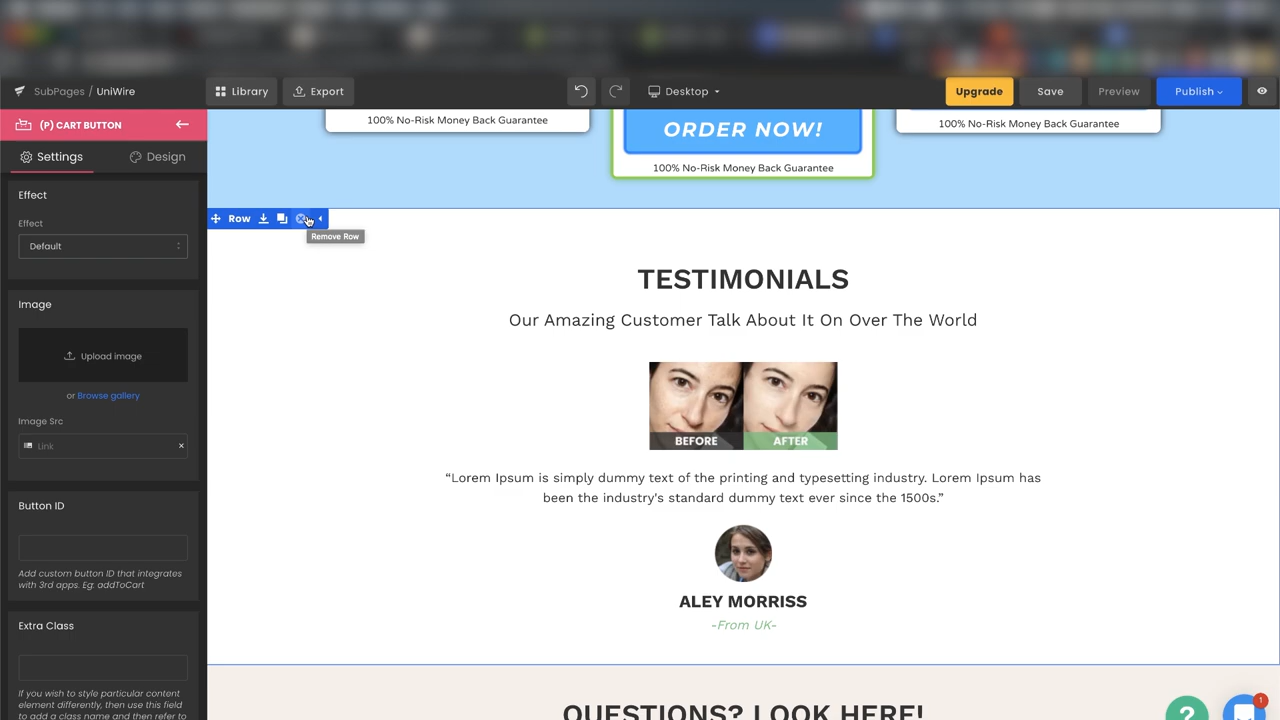 SubPages / UniWire
Library
Export
Desktop
Upgrade
Save
Preview
Publish
(P) CART BUTTON
Settings
Design
Effect
Effect
Default
Image
Upload image
or Browse gallery
Image Src
Link
Button ID
Add custom button ID that integrates
with 3rd apps. Eg: addToCart
Extra Class
If you wish to style particular content
element differently, then use this field
to add a class name and then refer to
100% No-Risk Money Back Guarantee
ORDER NOW!
100% No-Risk Money Back Guarantee
100% No-Risk Money Back Guarantee
Row
Remove Row
TESTIMONIALS
Our Amazing Customer Talk About It On Over The World
BEFORE
AFTER
“Lorem Ipsum is simply dummy text of the printing and typesetting industry. Lorem Ipsum has
been the industry's standard dummy text ever since the 1500s.”
ALEY MORRISS
-From UK-
QUESTIONS? LOOK HERE!
?
1